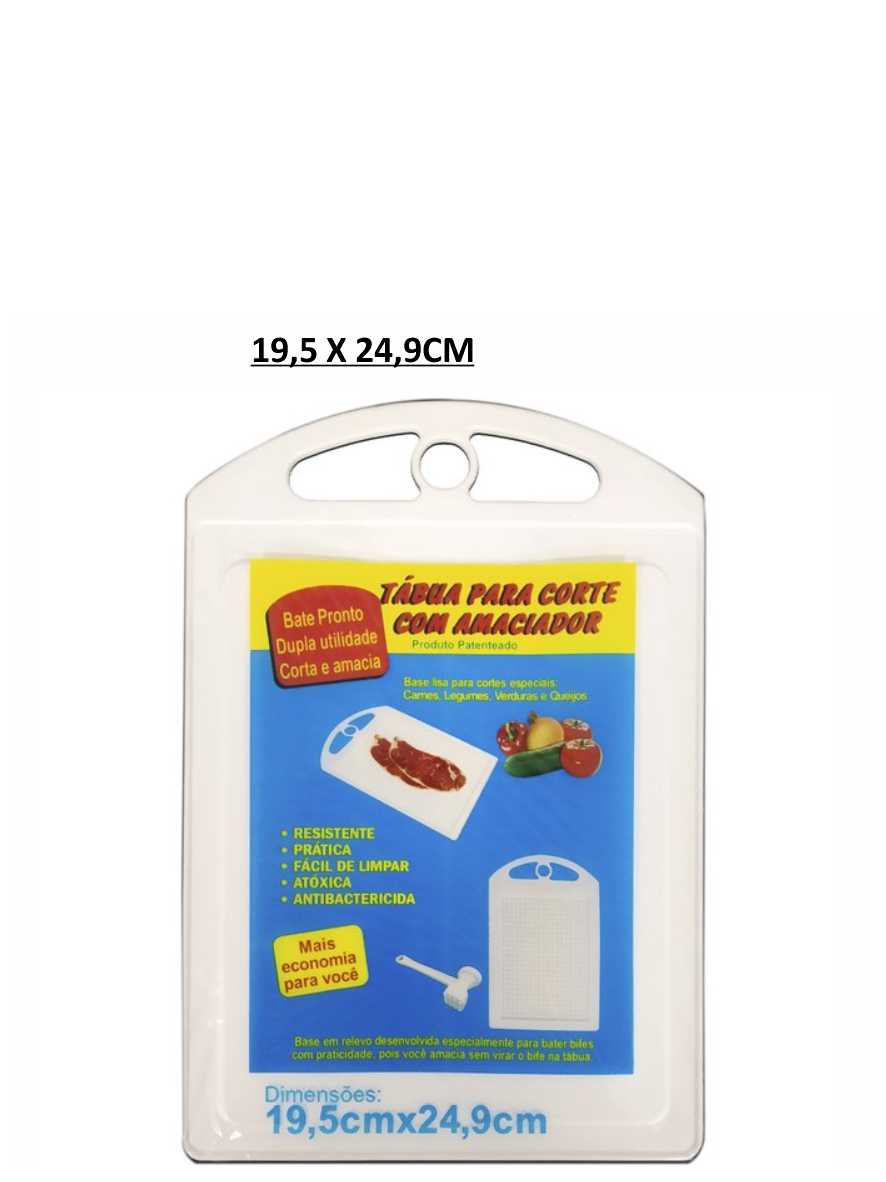 19,5 X 24,9CM
TÁBUA PARA CORTE
COM AMACIADOR
Produto Patenteado
Bate Pronto
Dupla utilidade
Corta e amacia
Base lisa para cortes especiais:
Carnes, Legumes, Verduras e Queijos
• RESISTENTE
• PRÁTICA
• FÁCIL DE LIMPAR
• ATÓXICA
• ANTIBACTERICIDA
Mais
economia
para você
Base em relevo desenvolvida especialmente para bater bifes
com praticidade, pois você amacia sem virar o bife na tábua.
Dimensões:
19,5cmx24,9cm